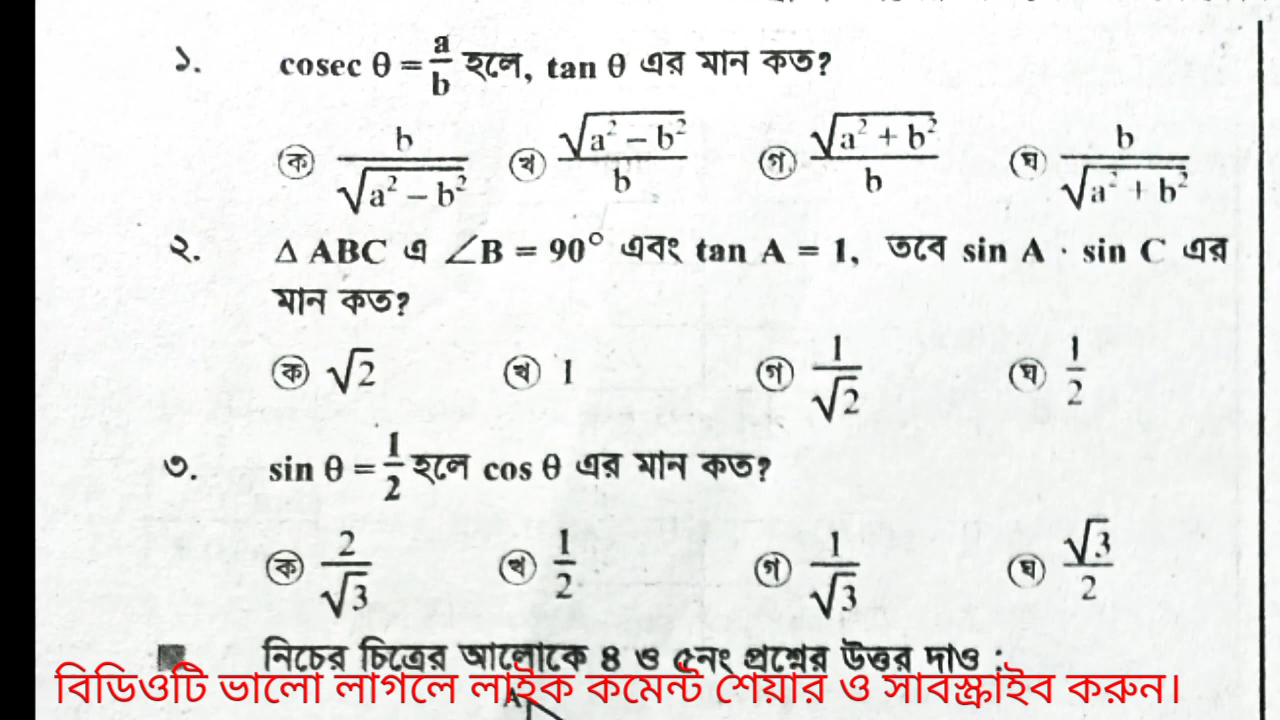 ১. cosec θ = a/b হলে, tan θ এর মান কত?
ক b/√(a² − b²) খ √(a² − b²)/b গ √(a² + b²)/b ঘ b/√(a² + b²)
২. Δ ABC এ ∠B = 90° এবং tan A = 1, তবে sin A · sin C এর
মান কত?
ক √2 খ 1 গ 1/√2 ঘ 1/2
৩. sin θ = 1/2 হলে cos θ এর মান কত?
ক 2/√3 খ 1/2 গ 1/√3 ঘ √3/2
নিচের চিত্রের আলোকে ৪ ও ৫নং প্রশ্নের উত্তর দাও :
বিডিওটি ভালো লাগলে লাইক কমেন্ট শেয়ার ও সাবস্ক্রাইব করুন।
A